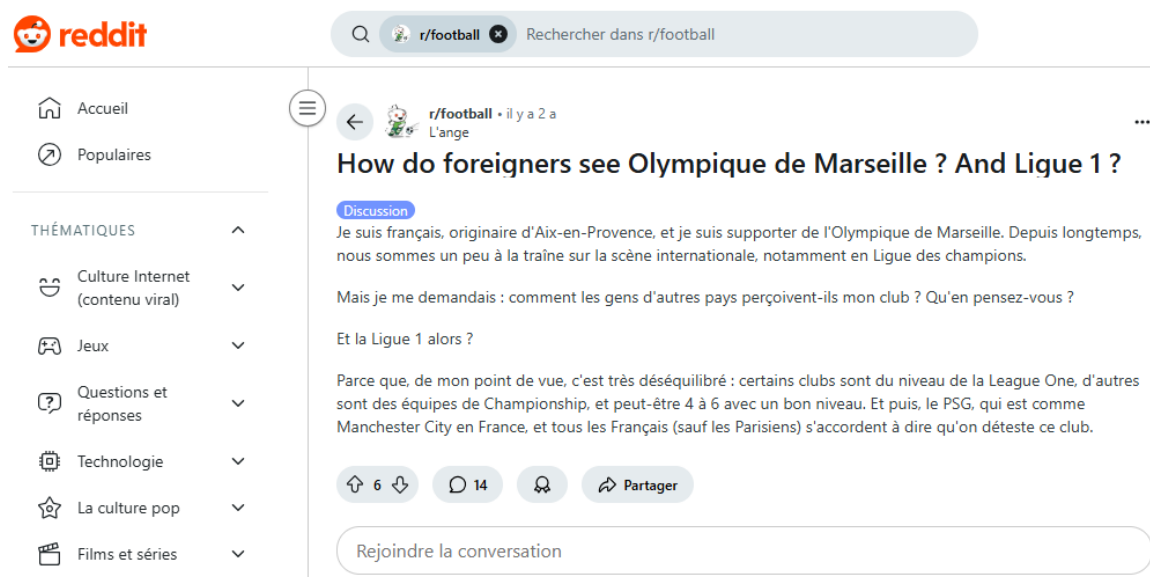 reddit
r/football
Rechercher dans r/football
Accueil
Populaires
THÉMATIQUES
Culture Internet
(contenu viral)
Jeux
Questions et
réponses
Technologie
La culture pop
Films et séries
r/football • il y a 2 a
L'ange
How do foreigners see Olympique de Marseille ? And Ligue 1 ?
Discussion
Je suis français, originaire d'Aix-en-Provence, et je suis supporter de l'Olympique de Marseille. Depuis longtemps,
nous sommes un peu à la traîne sur la scène internationale, notamment en Ligue des champions.
Mais je me demandais : comment les gens d'autres pays perçoivent-ils mon club ? Qu'en pensez-vous ?
Et la Ligue 1 alors ?
Parce que, de mon point de vue, c'est très déséquilibré : certains clubs sont du niveau de la League One, d'autres
sont des équipes de Championship, et peut-être 4 à 6 avec un bon niveau. Et puis, le PSG, qui est comme
Manchester City en France, et tous les Français (sauf les Parisiens) s'accordent à dire qu'on déteste ce club.
6
14
Partager
Rejoindre la conversation